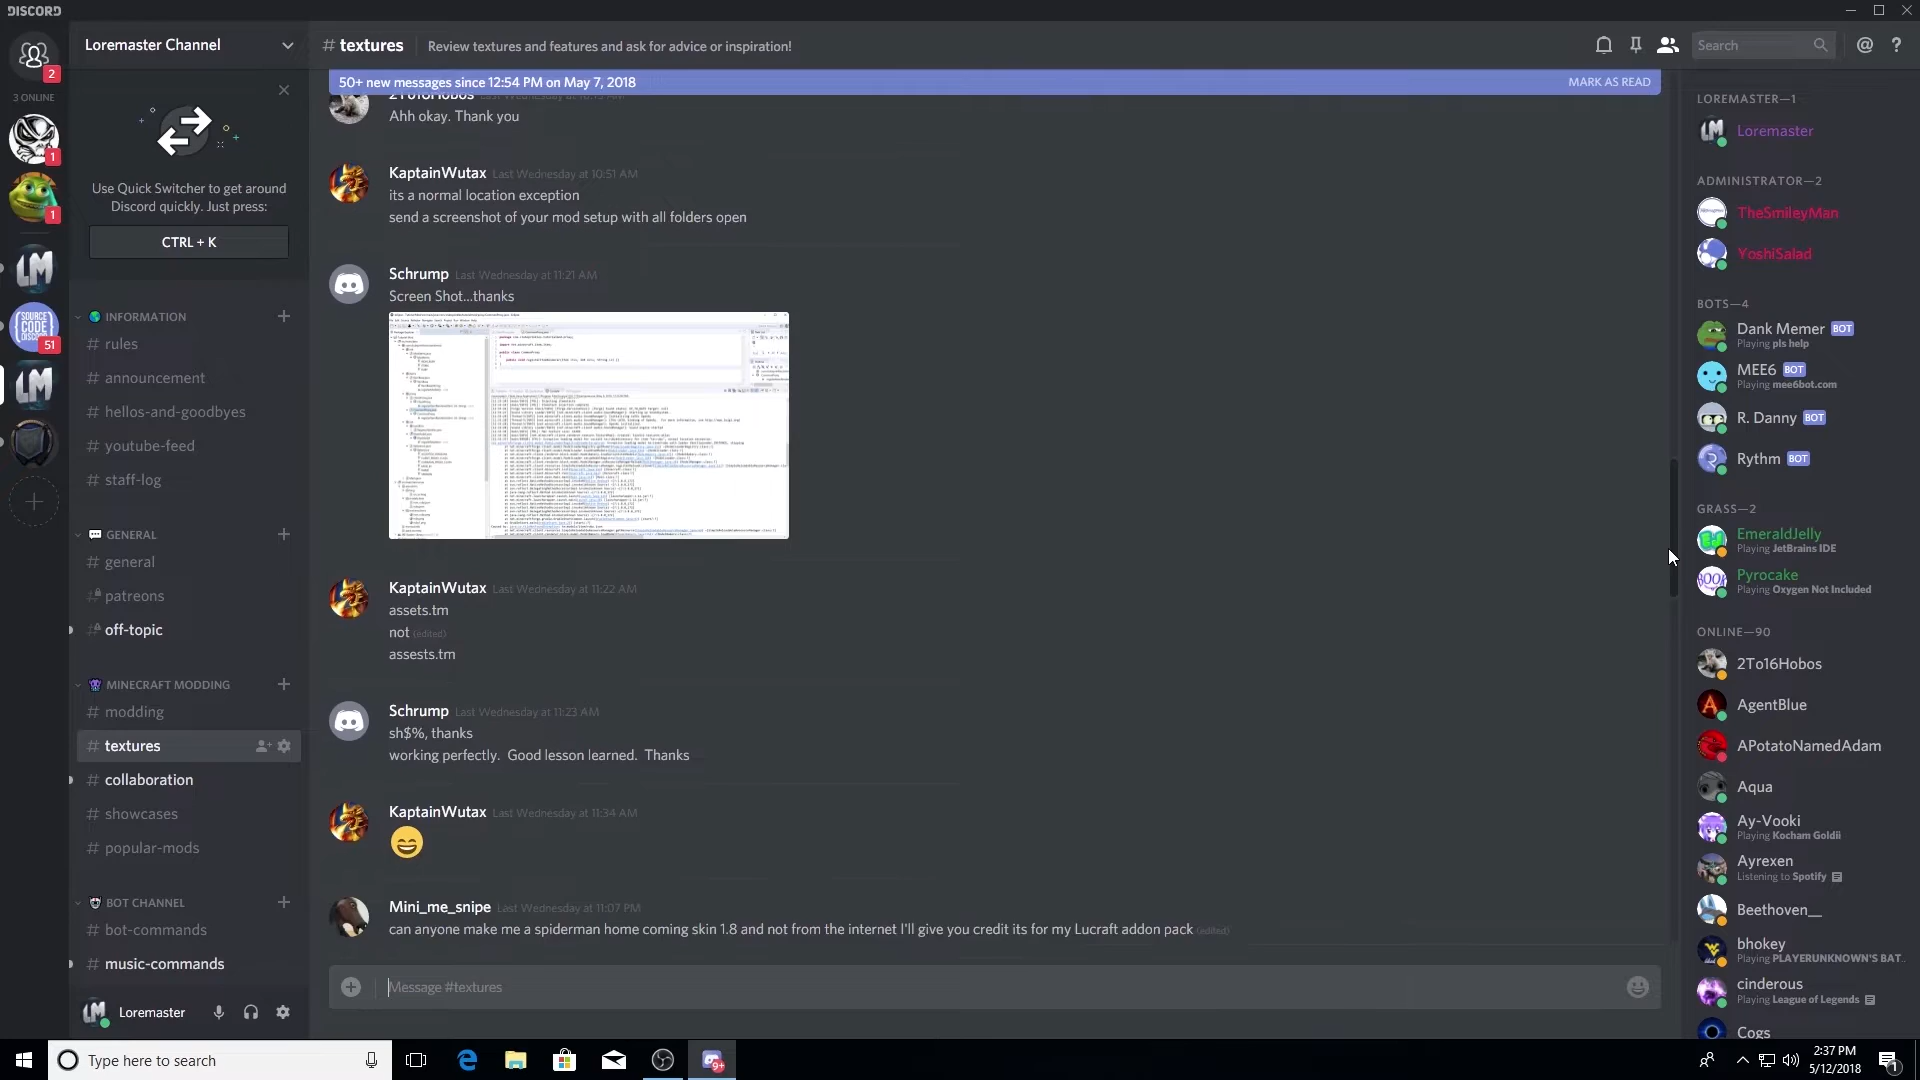 DISCORD
2
3 ONLINE
1
1
SOURCE CODE DISCORD
51
Loremaster Channel
Use Quick Switcher to get around
Discord quickly. Just press:
CTRL + K
INFORMATION
# rules
# announcement
# hellos-and-goodbyes
# youtube-feed
# staff-log
GENERAL
# general
# patreons
# off-topic
MINECRAFT MODDING
# modding
# textures
# collaboration
# showcases
# popular-mods
BOT CHANNEL
# bot-commands
# music-commands
Loremaster
# textures Review textures and features and ask for advice or inspiration!
Search
50+ new messages since 12:54 PM on May 7, 2018 MARK AS READ
2To16Hobos
Ahh okay. Thank you
KaptainWutax Last Wednesday at 10:51 AM
its a normal location exception
send a screenshot of your mod setup with all folders open
Schrump Last Wednesday at 11:21 AM
Screen Shot...thanks
KaptainWutax Last Wednesday at 11:22 AM
assets.tm
not (edited)
assests.tm
Schrump Last Wednesday at 11:23 AM
sh$%, thanks
working perfectly. Good lesson learned. Thanks
KaptainWutax Last Wednesday at 11:34 AM
Mini_me_snipe Last Wednesday at 11:07 PM
can anyone make me a spiderman home coming skin 1.8 and not from the internet I'll give you credit its for my Lucraft addon pack (edited)
Message #textures
LOREMASTER—1
Loremaster
ADMINISTRATOR—2
TheSmileyMan
YoshiSalad
BOTS—4
Dank Memer BOT
Playing pls help
MEE6 BOT
Playing mee6bot.com
R. Danny BOT
Rythm BOT
GRASS—2
EmeraldJelly
Playing JetBrains IDE
Pyrocake
Playing Oxygen Not Included
ONLINE—90
2To16Hobos
AgentBlue
APotatoNamedAdam
Aqua
Ay-Vooki
Playing Kocham Goldii
Ayrexen
Listening to Spotify
Beethoven__
bhokey
Playing PLAYERUNKNOWN'S BAT..
cinderous
Playing League of Legends
Cogs
Type here to search
9+
2:37 PM
5/12/2018
1